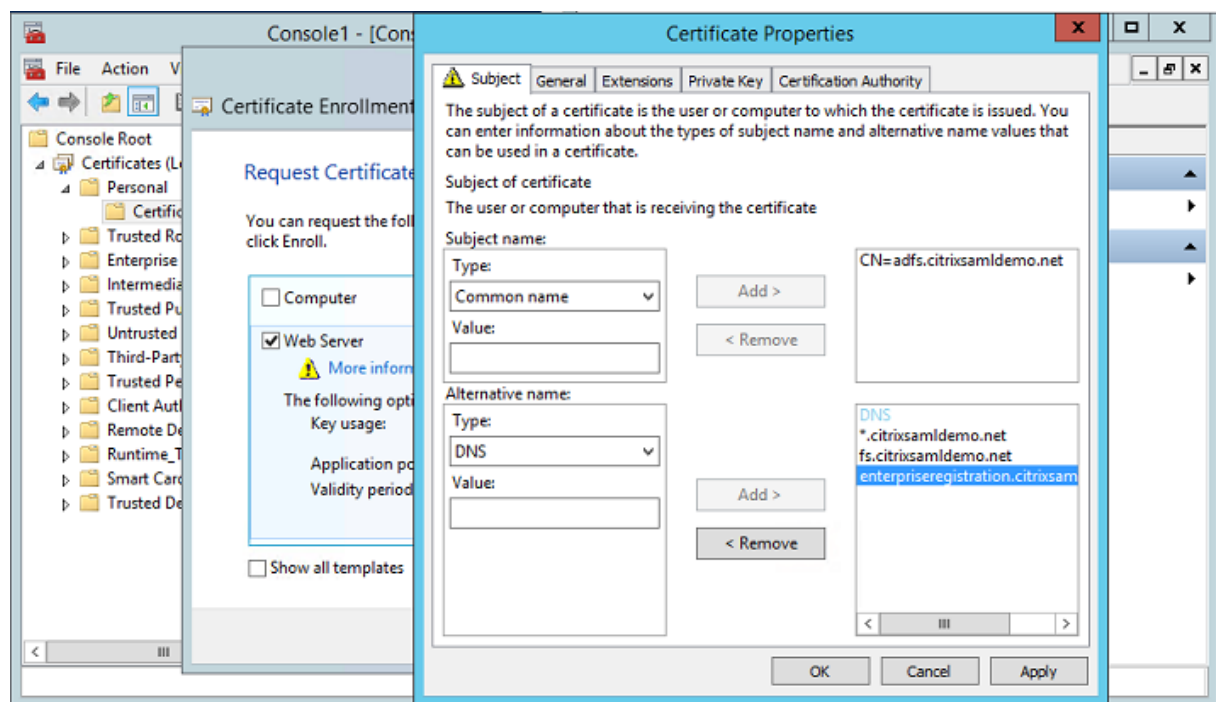 Console1 - [Con
File Action V
Console Root
Certificates (L
Personal
Certific
Trusted Ro
Enterprise
Intermedia
Trusted Pu
Untrusted
Third-Part
Trusted Pe
Client Auth
Remote De
Runtime_T
Smart Card
Trusted De
Certificate Enrollment
Request Certificate
You can request the foll
click Enroll.
Computer
Web Server
More inform
The following opti
Key usage:
Application po
Validity period
Show all templates
Certificate Properties
Subject General Extensions Private Key Certification Authority
The subject of a certificate is the user or computer to which the certificate is issued. You
can enter information about the types of subject name and alternative name values that
can be used in a certificate.
Subject of certificate
The user or computer that is receiving the certificate
Subject name:
Type:
Common name
Value:
Add >
< Remove
CN=adfs.citrixsamldemo.net
Alternative name:
Type:
DNS
Value:
Add >
< Remove
DNS
*.citrixsamldemo.net
fs.citrixsamldemo.net
enterpriseregistration.citrixsam
OK Cancel Apply